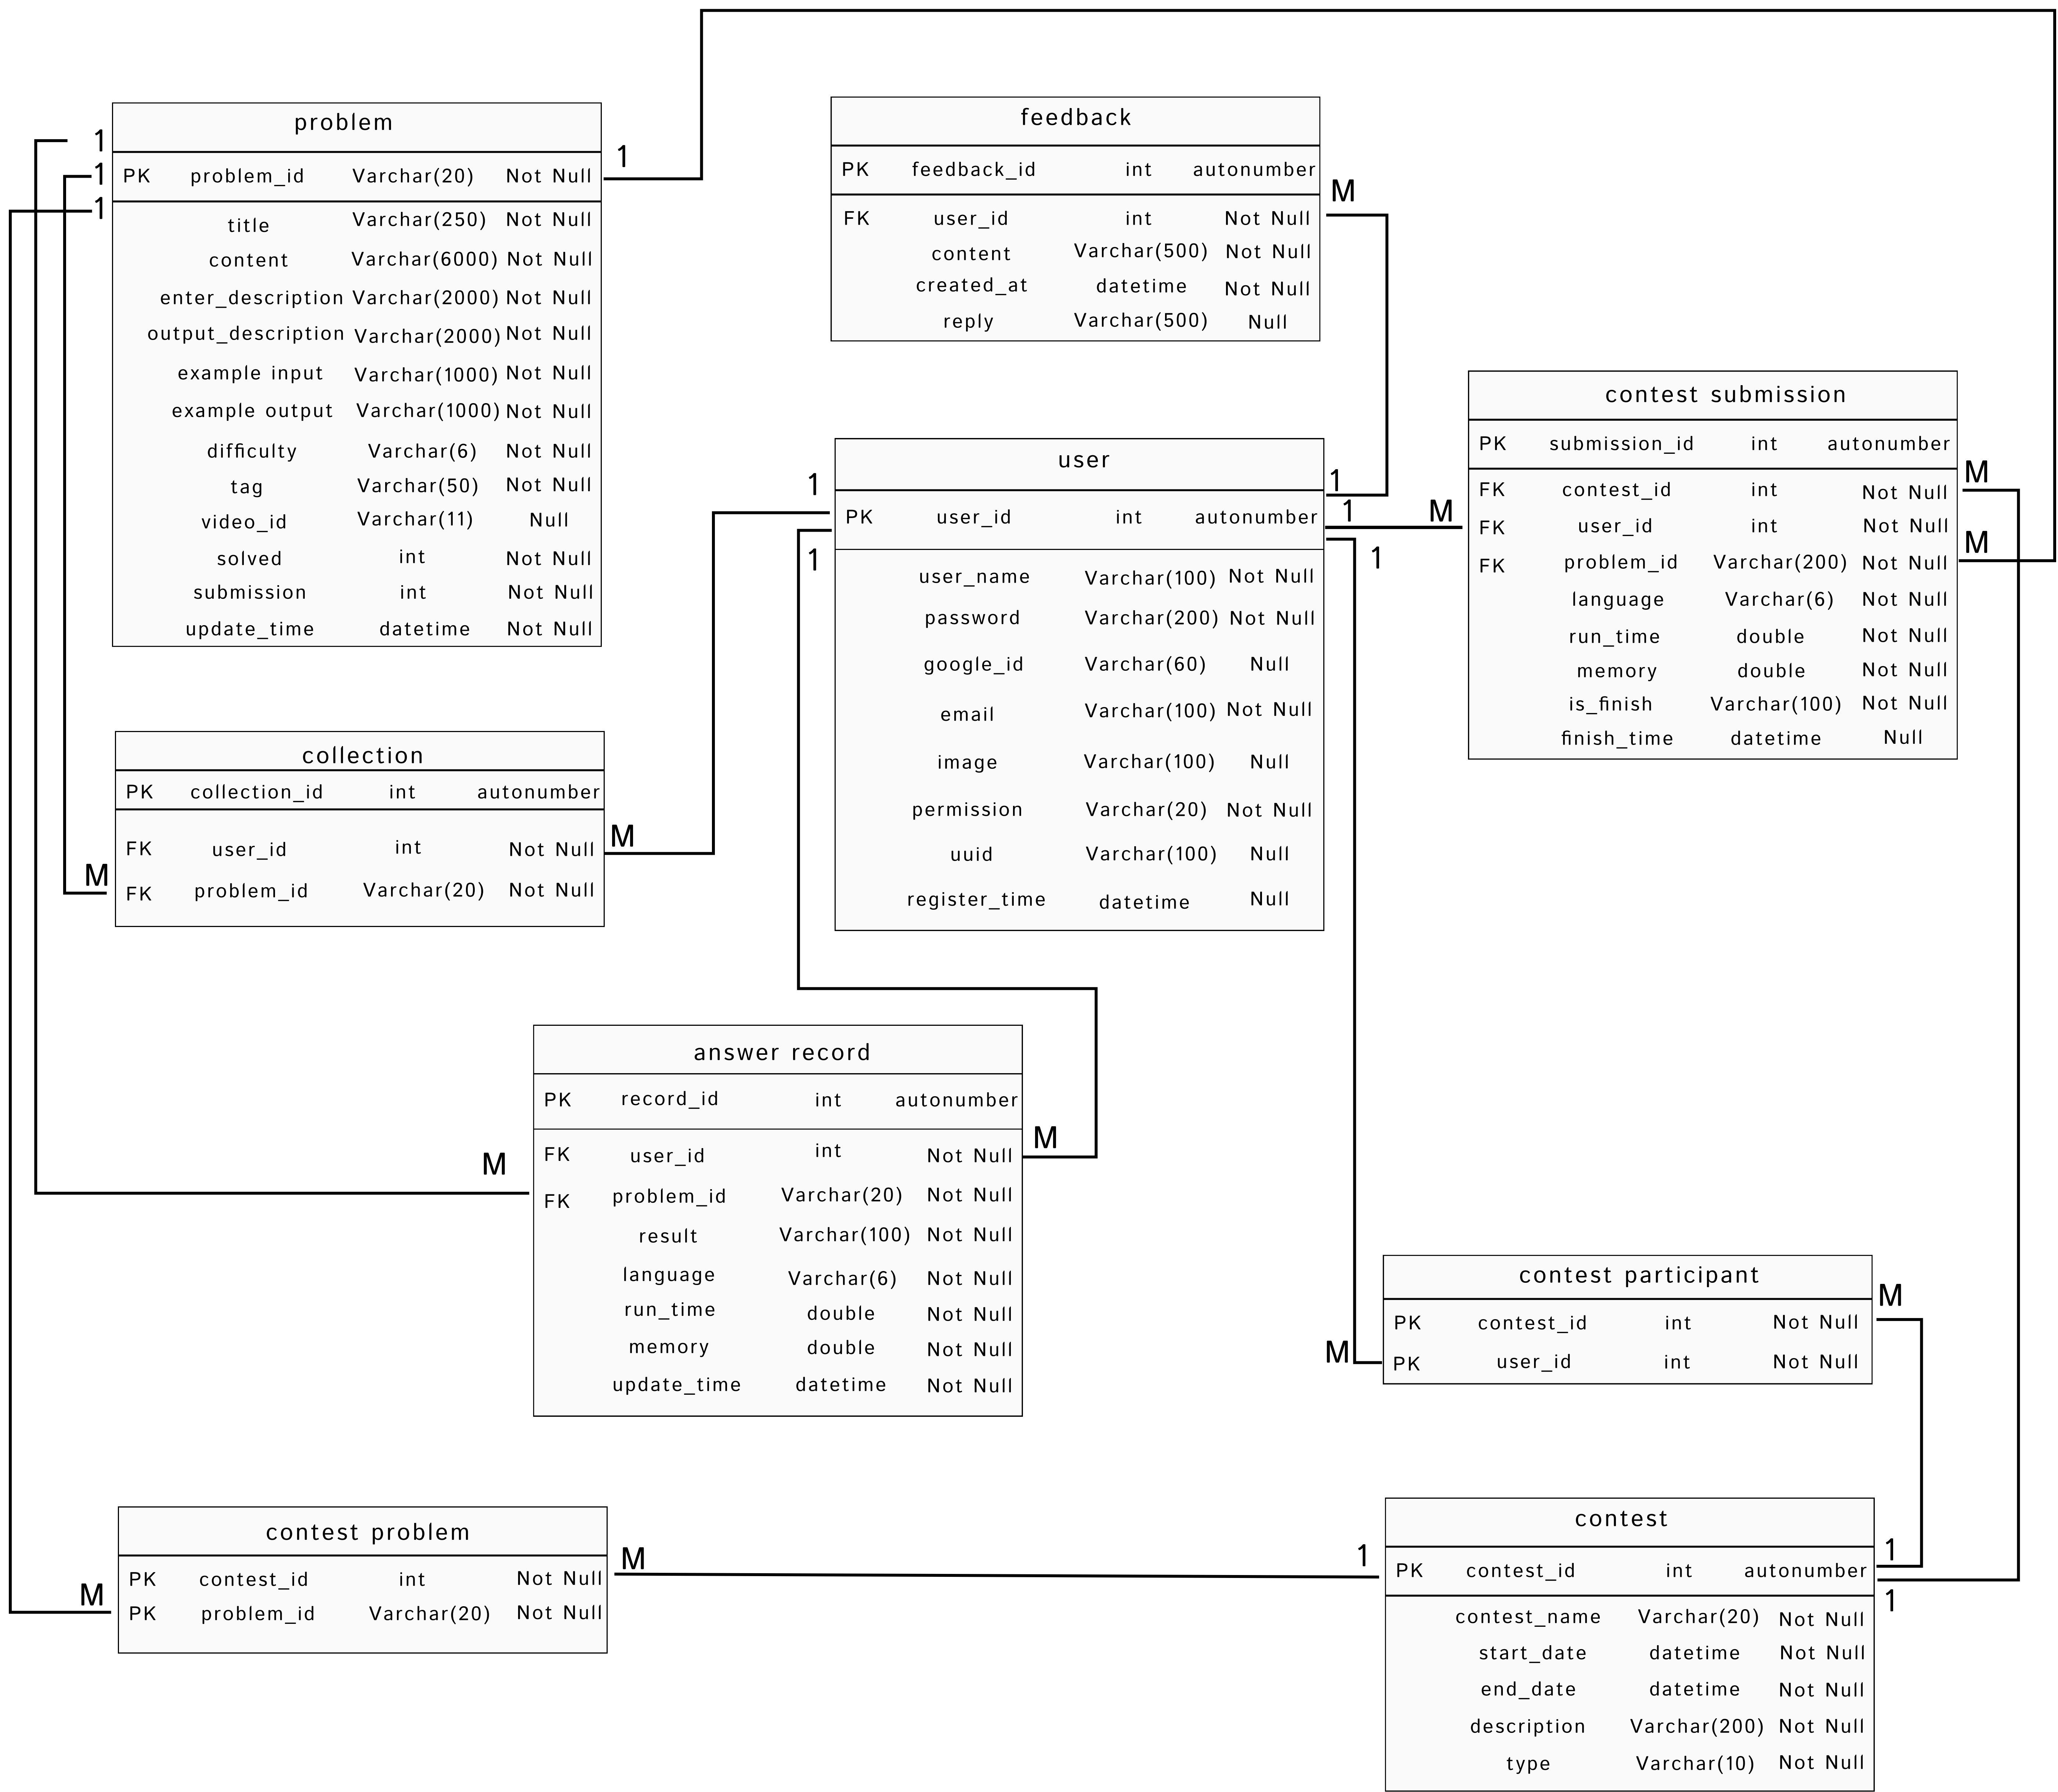 problem
1
1
1
1
PK problem_id Varchar(20) Not Null
title Varchar(250) Not Null
content Varchar(6000) Not Null
enter_description Varchar(2000) Not Null
output_description Varchar(2000) Not Null
example input Varchar(1000) Not Null
example output Varchar(1000) Not Null
difficulty Varchar(6) Not Null
tag Varchar(50) Not Null
video_id Varchar(11) Null
solved int Not Null
submission int Not Null
update_time datetime Not Null
feedback
PK feedback_id int autonumber
M
FK user_id int Not Null
content Varchar(500) Not Null
created_at datetime Not Null
reply Varchar(500) Null
contest submission
PK submission_id int autonumber
M
FK contest_id int Not Null
FK user_id int Not Null
M
FK problem_id Varchar(200) Not Null
language Varchar(6) Not Null
run_time double Not Null
memory double Not Null
is_finish Varchar(100) Not Null
finish_time datetime Null
user
1
1
1 M
PK user_id int autonumber
1
1
user_name Varchar(100) Not Null
password Varchar(200) Not Null
google_id Varchar(60) Null
email Varchar(100) Not Null
image Varchar(100) Null
permission Varchar(20) Not Null
uuid Varchar(100) Null
register_time datetime Null
collection
PK collection_id int autonumber
M
FK user_id int Not Null
M
FK problem_id Varchar(20) Not Null
answer record
PK record_id int autonumber
M
FK user_id int Not Null
M
FK problem_id Varchar(20) Not Null
result Varchar(100) Not Null
language Varchar(6) Not Null
run_time double Not Null
memory double Not Null
update_time datetime Not Null
contest participant
M
PK contest_id int Not Null
M
PK user_id int Not Null
contest problem
M
PK contest_id int Not Null
M
PK problem_id Varchar(20) Not Null
contest
1
1
PK contest_id int autonumber
1
contest_name Varchar(20) Not Null
start_date datetime Not Null
end_date datetime Not Null
description Varchar(200) Not Null
type Varchar(10) Not Null